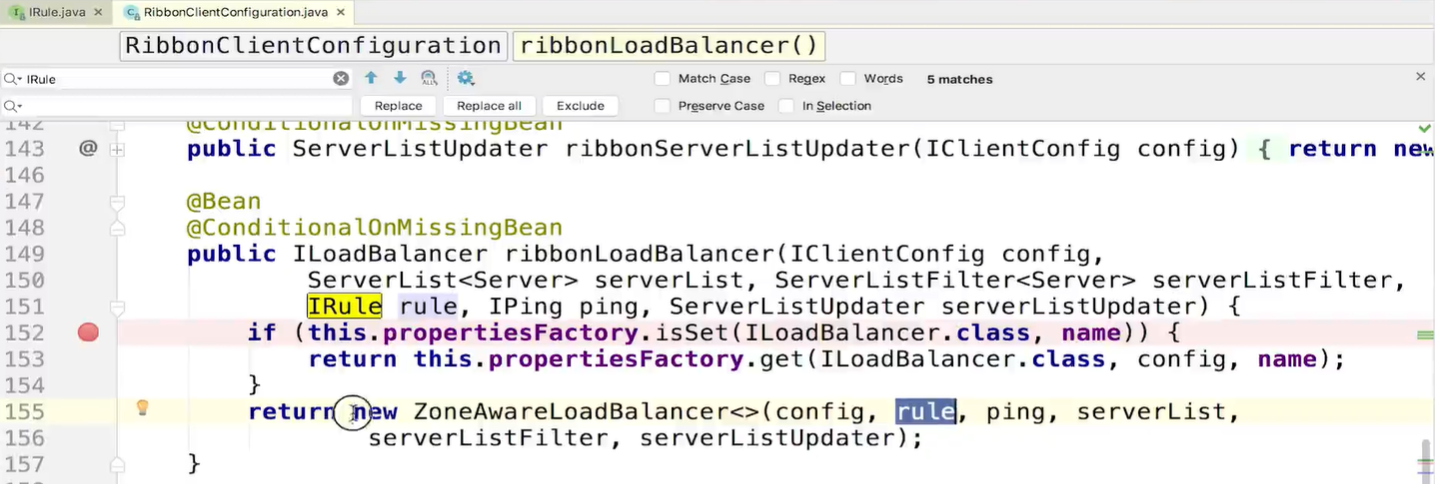 IRule.java × RibbonClientConfiguration.java ×
RibbonClientConfiguration ribbonLoadBalancer()
IRule Match Case Regex Words 5 matches
Replace Replace all Exclude Preserve Case In Selection
142 @ConditionalOnMissingBean
143 @ public ServerListUpdater ribbonServerListUpdater(IClientConfig config) { return new
146
147 @Bean
148 @ConditionalOnMissingBean
149 public ILoadBalancer ribbonLoadBalancer(IClientConfig config,
150 ServerList<Server> serverList, ServerListFilter<Server> serverListFilter,
151 IRule rule, IPing ping, ServerListUpdater serverListUpdater) {
152 if (this.propertiesFactory.isSet(ILoadBalancer.class, name)) {
153 return this.propertiesFactory.get(ILoadBalancer.class, config, name);
154 }
155 return new ZoneAwareLoadBalancer<>(config, rule, ping, serverList,
156 serverListFilter, serverListUpdater);
157 }